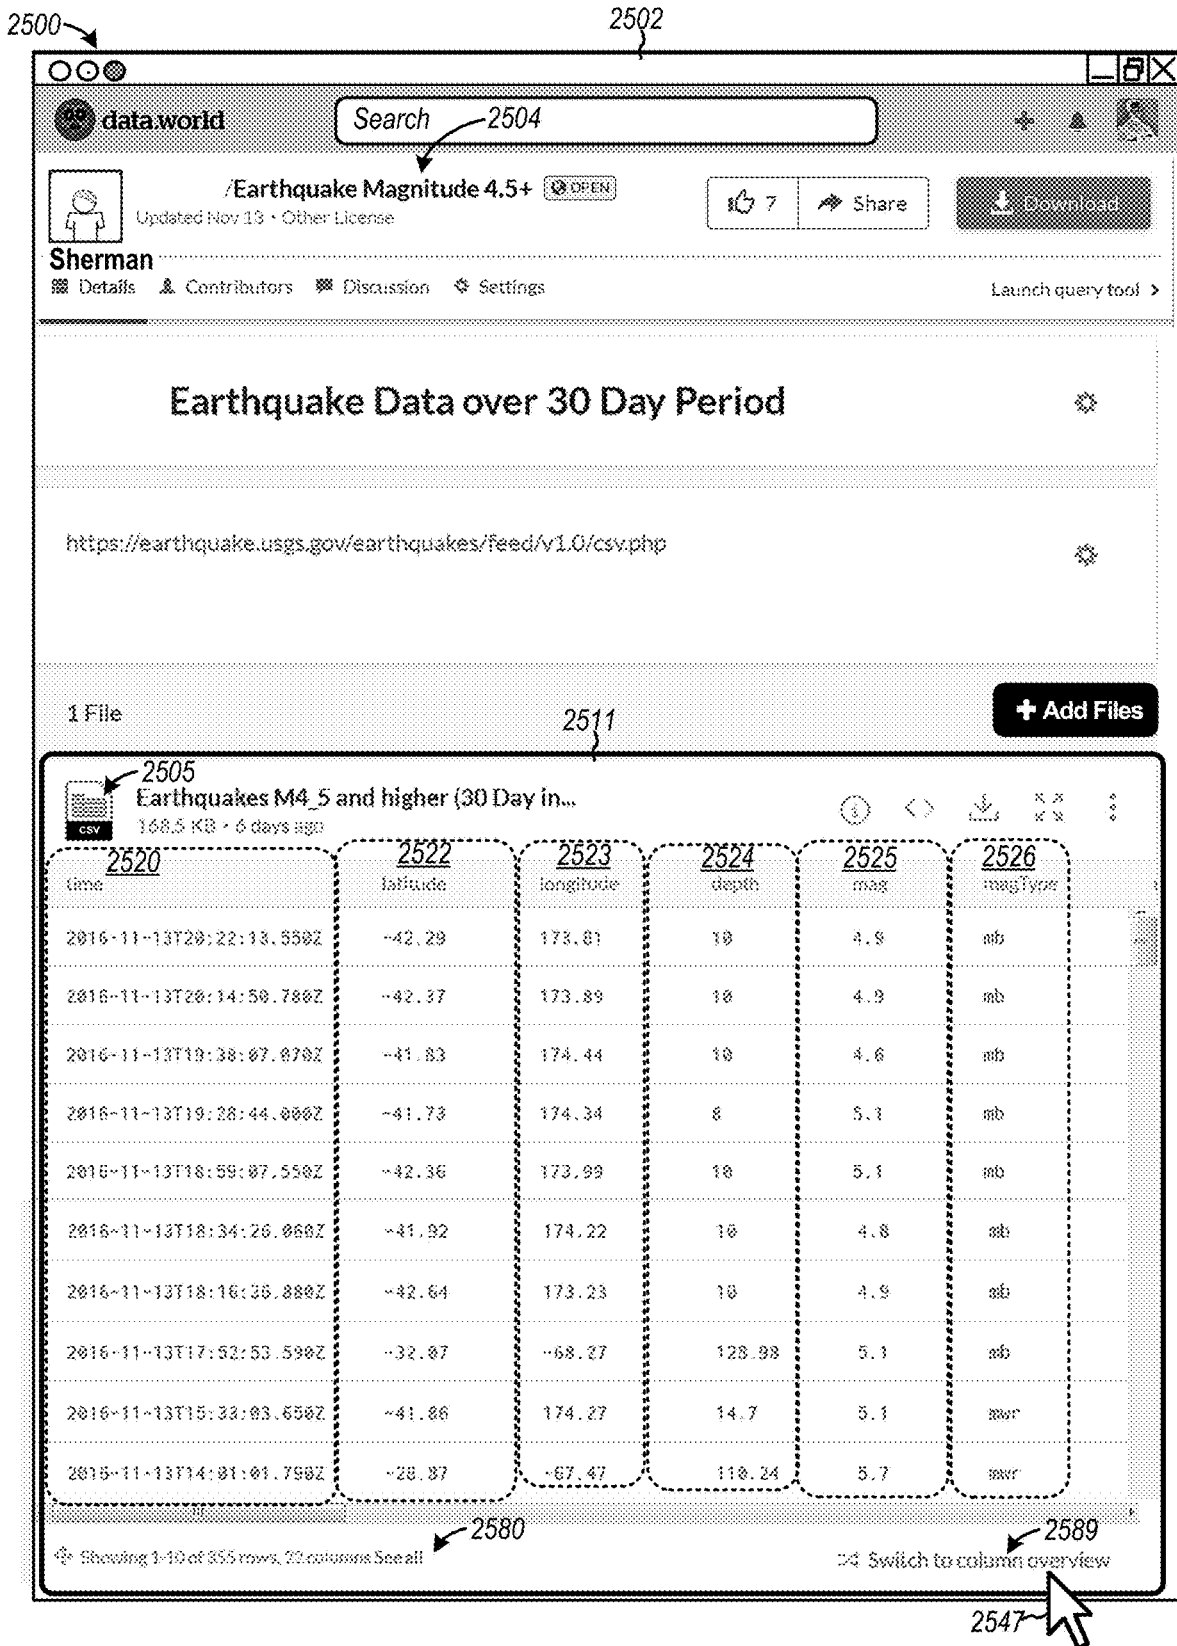 2500
2502
data.world
Search
2504
/Earthquake Magnitude 4.5+ OPEN
Updated Nov 13 • Other License
7
Share
Download
Sherman
Details Contributors Discussion Settings
Launch query tool >
Earthquake Data over 30 Day Period
https://earthquake.usgs.gov/earthquakes/feed/v1.0/csv.php
1 File
2511
+ Add Files
2505
Earthquakes M4_5 and higher (30 Day in...
CSV
168.5 KB • 6 days ago
2520 2522 2523 2524 2525 2526
time latitude longitude depth mag magType
2016-11-13T20:22:13.550Z -42.29 173.81 10 4.9 mb
2016-11-13T20:14:50.780Z -42.37 173.89 10 4.9 mb
2016-11-13T19:38:07.070Z -41.83 174.44 10 4.6 mb
2016-11-13T19:28:44.000Z -41.73 174.34 8 5.1 mb
2016-11-13T18:59:07.550Z -42.36 173.99 10 5.1 mb
2016-11-13T18:34:26.060Z -41.92 174.22 10 4.8 mb
2016-11-13T18:16:36.880Z -42.64 173.23 10 4.9 mb
2016-11-13T17:52:53.590Z -32.07 -68.27 128.98 5.1 mb
2016-11-13T15:33:03.650Z -41.86 174.27 14.7 5.1 mwr
2016-11-13T14:01:01.790Z -28.87 -67.47 110.24 5.7 mwr
2580
2589
Showing 1-10 of 355 rows, 22 columns See all
Switch to column overview
2547